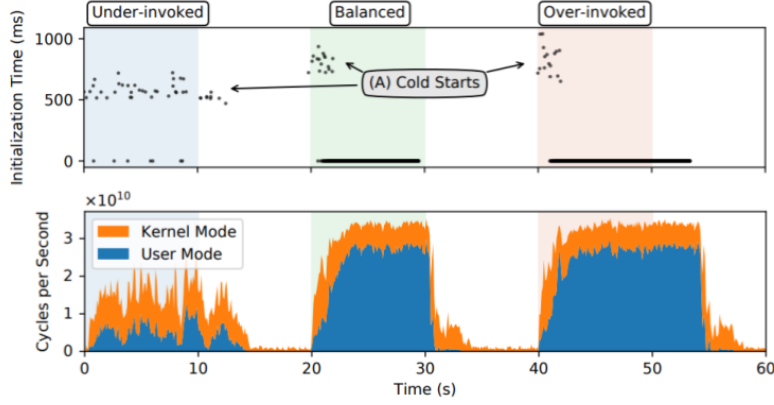 Under-invoked Balanced Over-invoked
1000
500
0
Initialization Time (ms)
(A) Cold Starts
×10¹⁰
3
2
1
0
Cycles per Second
Kernel Mode
User Mode
0 10 20 30 40 50 60
Time (s)